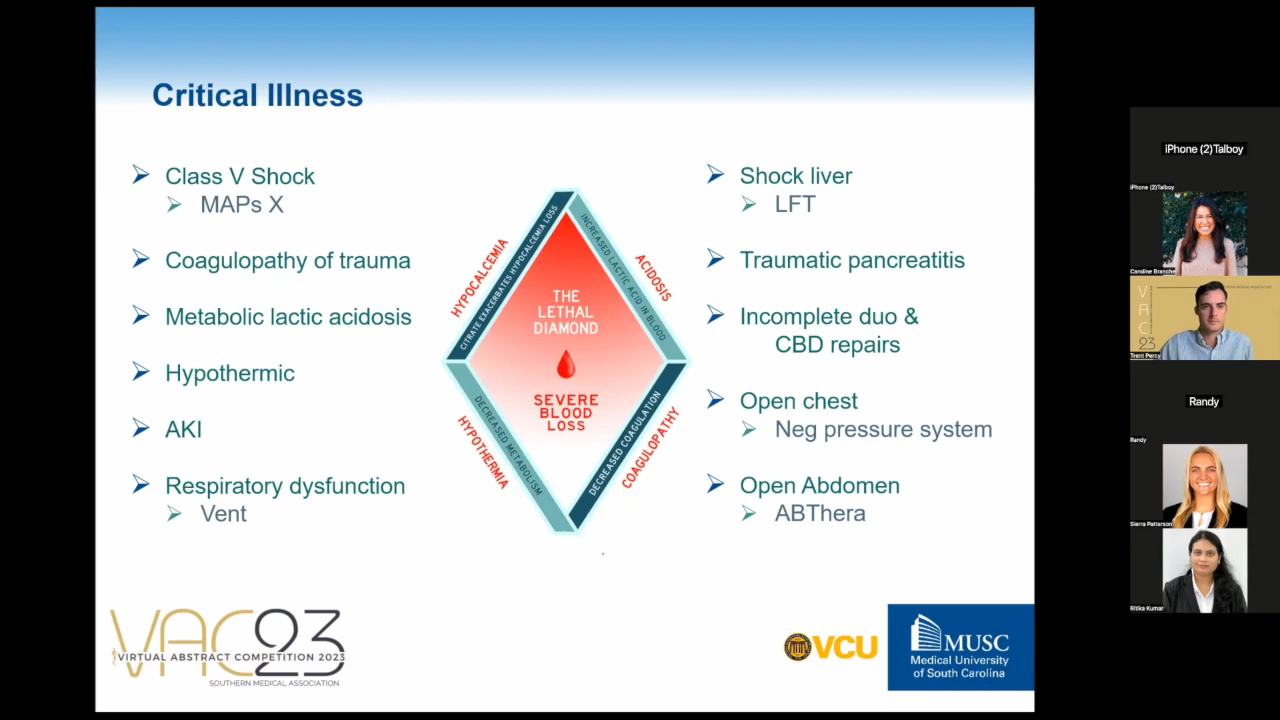 Critical Illness
Class V Shock
MAPs X
Coagulopathy of trauma
Metabolic lactic acidosis
Hypothermic
AKI
Respiratory dysfunction
Vent
HYPOCALCEMIA
CITRATE EXACERBATES HYPOCALCEMIA LOSS
INCREASED LACTIC ACID IN BLOOD
ACIDOSIS
THE
LETHAL
DIAMOND
SEVERE
BLOOD
LOSS
HYPOTHERMIA
DECREASED METABOLISM
DECREASED COAGULATION
COAGULOPATHY
Shock liver
LFT
Traumatic pancreatitis
Incomplete duo &
CBD repairs
Open chest
Neg pressure system
Open Abdomen
ABThera
VAC23
VIRTUAL ABSTRACT COMPETITION 2023
SOUTHERN MEDICAL ASSOCIATION
VCU
MUSC
Medical University
of South Carolina
iPhone (2)Talboy
iPhone (2)Talboy
Caroline Branche
VAC
23
Trent Percy
Randy
Randy
Sierra Patterson
Ritika Kumar